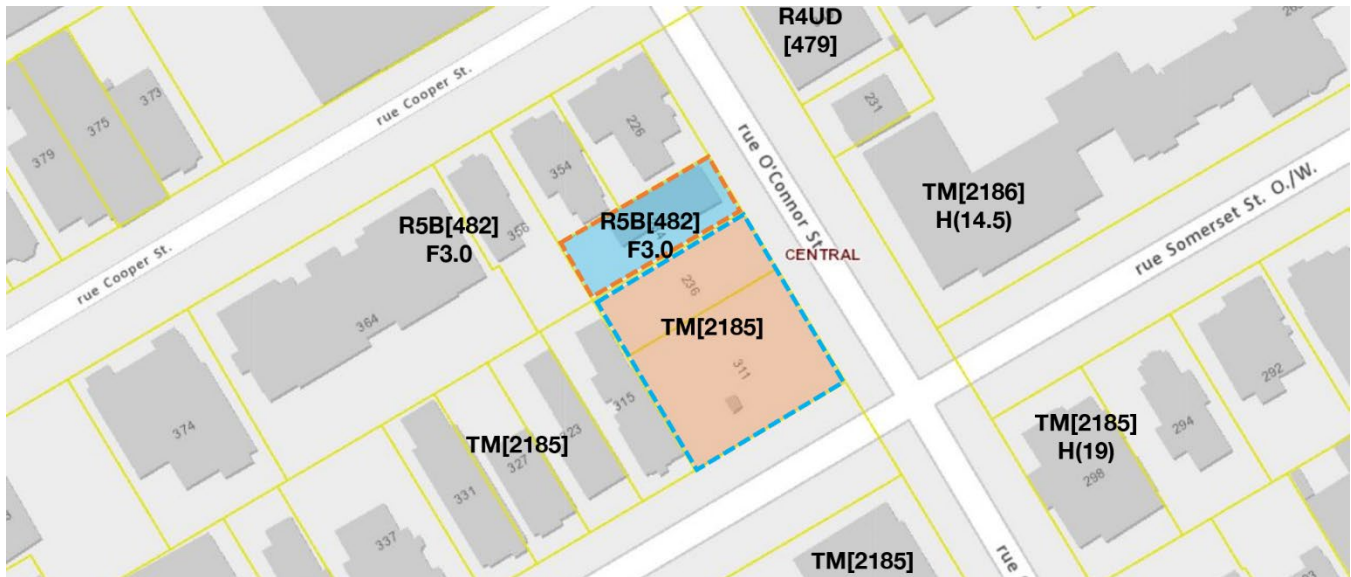 R4UD
[479]
265
rue Cooper St.
373
375
379
231
226
354
rue O'Connor St.
TM[2186]
H(14.5)
rue Somerset St. O./W.
R5B[482]
F3.0
356
R5B[482]
F3.0
CENTRAL
rue Cooper St.
236
364
TM[2185]
311
292
315
374
TM[2185]
H(19)
294
TM[2185]
323
327
331
298
337
TM[2185]